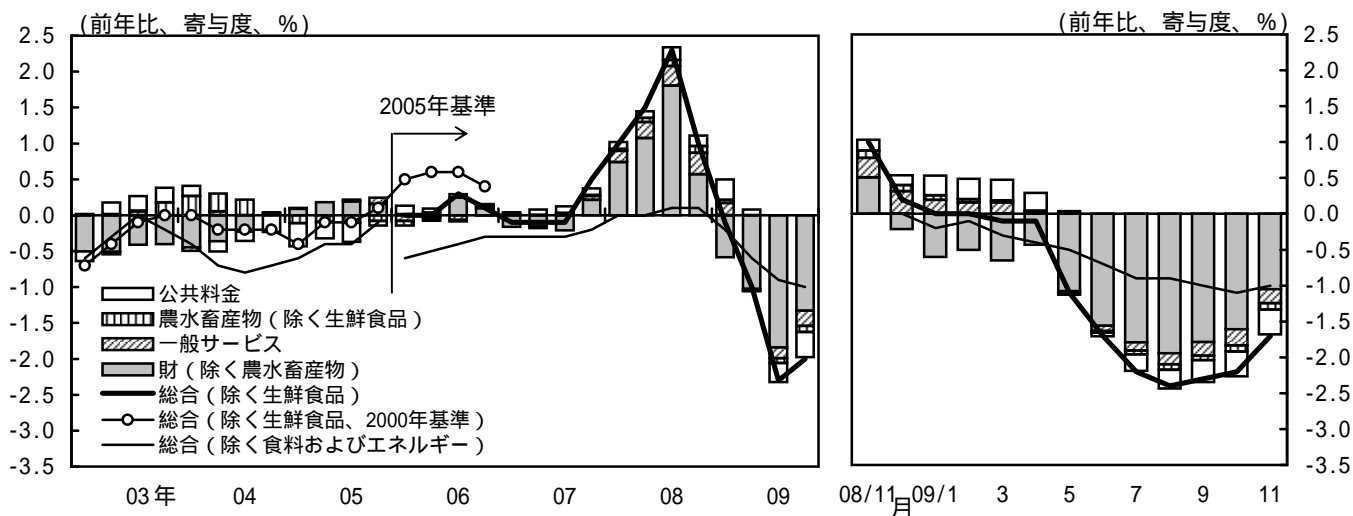 (前年比、寄与度、%)
2.5
2.0
1.5
1.0
0.5
0.0
-0.5
-1.0
-1.5
-2.0
-2.5
-3.0
-3.5
2005年基準
公共料金
農水畜産物（除く生鮮食品）
一般サービス
財（除く農水畜産物）
総合（除く生鮮食品）
総合（除く生鮮食品、2000年基準）
総合（除く食料およびエネルギー）
03年 04 05 06 07 08 09
(前年比、寄与度、%)
2.5
2.0
1.5
1.0
0.5
0.0
-0.5
-1.0
-1.5
-2.0
-2.5
-3.0
-3.5
08/11月 09/1 3 5 7 9 11